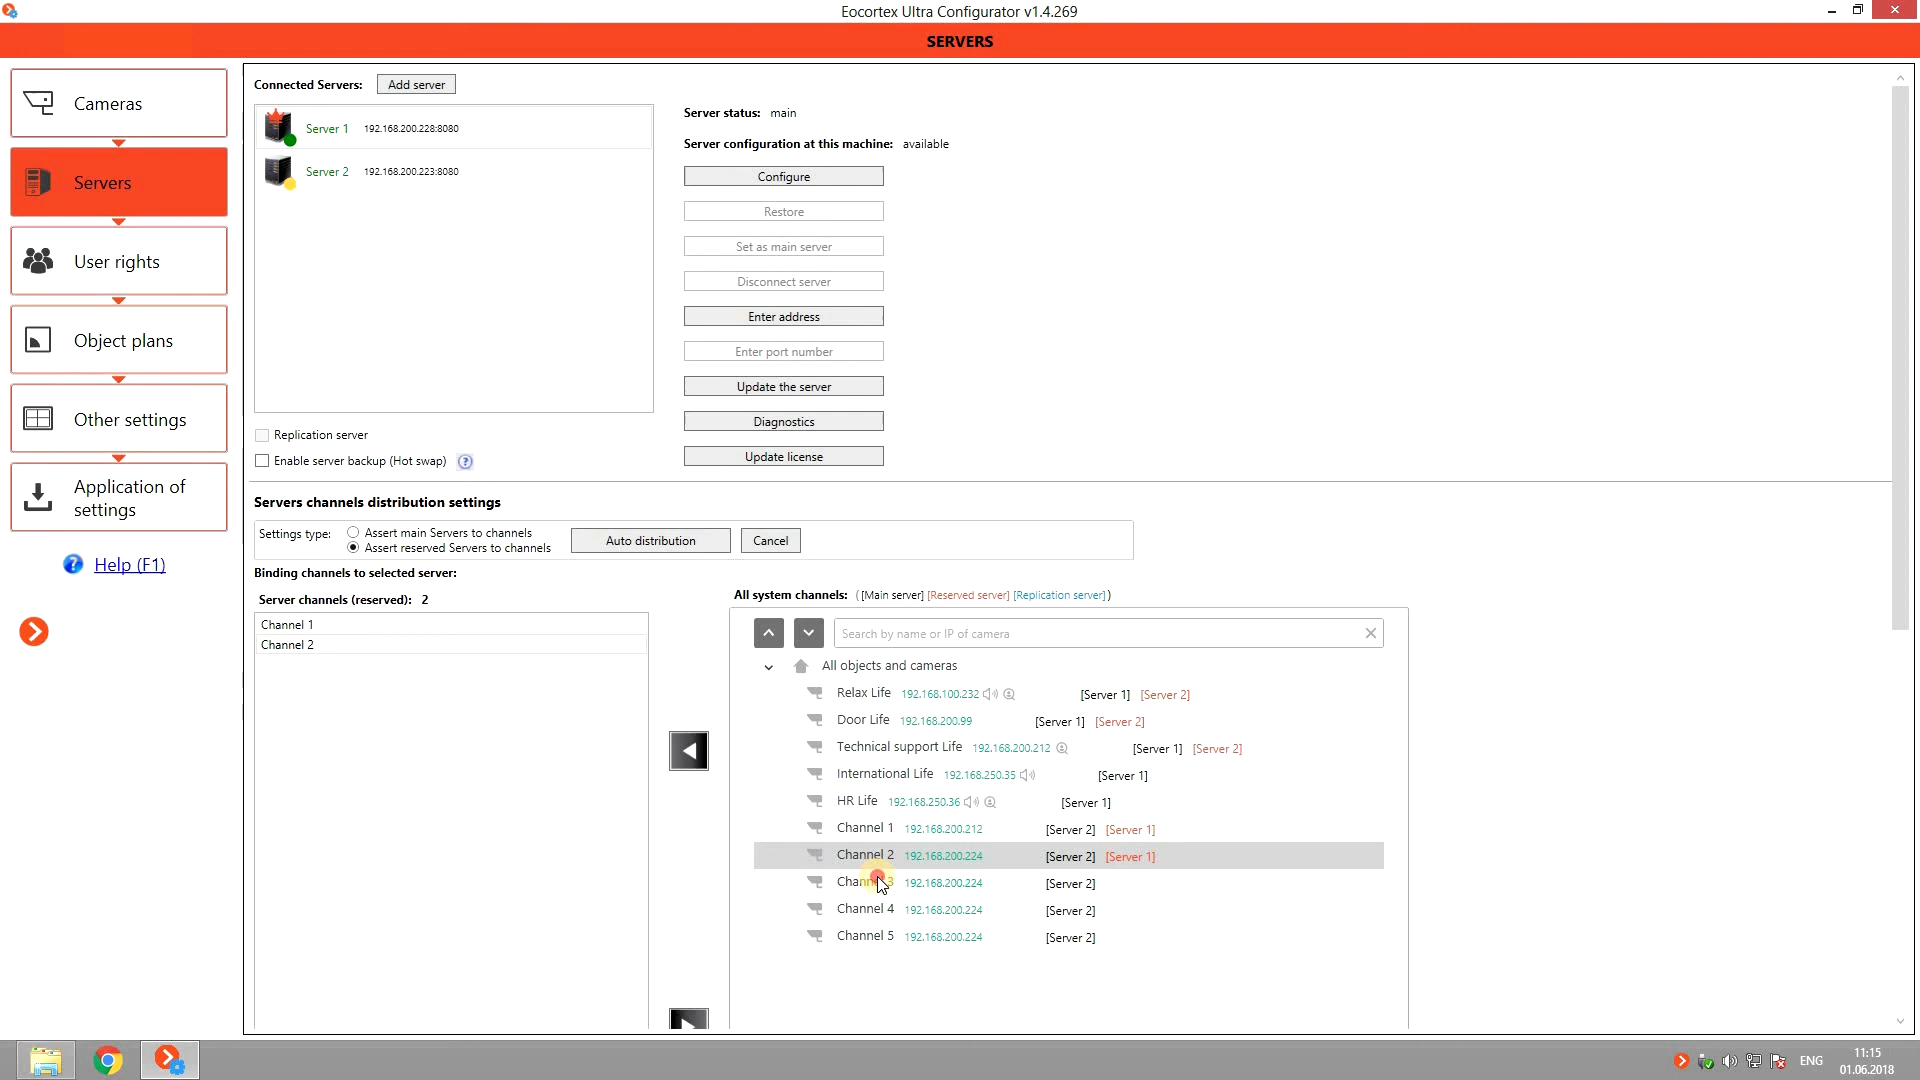 Eocortex Ultra Configurator v1.4.269
SERVERS
Cameras
Servers
User rights
Object plans
Other settings
Application of
settings
Help (F1)
Connected Servers: Add server
Server 1 192.168.200.228:8080
Server 2 192.168.200.223:8080
Server status: main
Server configuration at this machine: available
Configure
Restore
Set as main server
Disconnect server
Enter address
Enter port number
Update the server
Diagnostics
Update license
Replication server
Enable server backup (Hot swap) ?
Servers channels distribution settings
Settings type:
Assert main Servers to channels
Assert reserved Servers to channels
Auto distribution
Cancel
Binding channels to selected server:
Server channels (reserved): 2
Channel 1
Channel 2
All system channels: ([Main server] [Reserved server] [Replication server])
Search by name or IP of camera
All objects and cameras
Relax Life 192.168.100.232 [Server 1] [Server 2]
Door Life 192.168.200.99 [Server 1] [Server 2]
Technical support Life 192.168.200.212 [Server 1] [Server 2]
International Life 192.168.250.35 [Server 1]
HR Life 192.168.250.36 [Server 1]
Channel 1 192.168.200.212 [Server 2] [Server 1]
Channel 2 192.168.200.224 [Server 2] [Server 1]
Channel 3 192.168.200.224 [Server 2]
Channel 4 192.168.200.224 [Server 2]
Channel 5 192.168.200.224 [Server 2]
ENG
11:15
01.06.2018